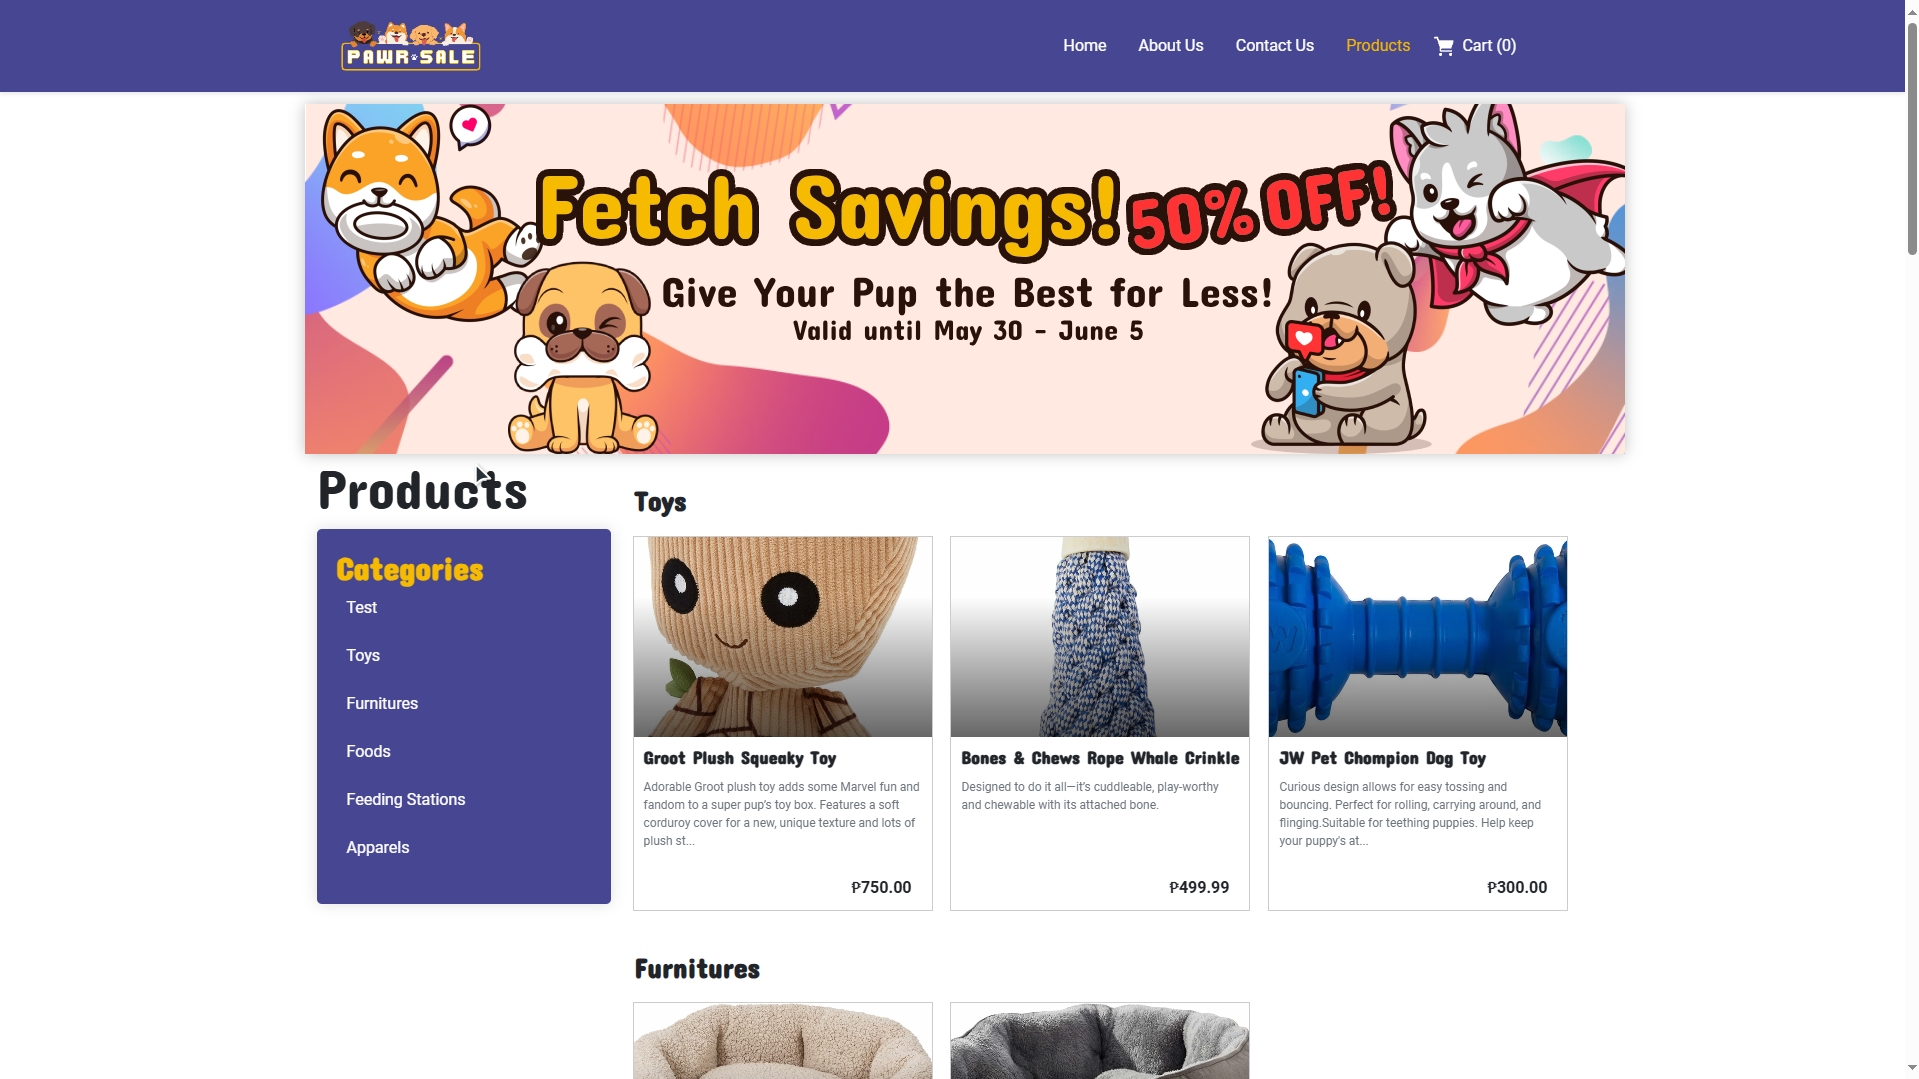 PAWR SALE
Home
About Us
Contact Us
Products
Cart (0)
Fetch Savings! 50% OFF!
Give Your Pup the Best for Less!
Valid until May 30 - June 5
Products
Categories
Test
Toys
Furnitures
Foods
Feeding Stations
Apparels
Toys
Groot Plush Squeaky Toy
Adorable Groot plush toy adds some Marvel fun and
fandom to a super pup's toy box. Features a soft
corduroy cover for a new, unique texture and lots of
plush st...
₱750.00
Bones & Chews Rope Whale Crinkle
Designed to do it all—it's cuddleable, play-worthy
and chewable with its attached bone.
₱499.99
JW Pet Chompion Dog Toy
Curious design allows for easy tossing and
bouncing. Perfect for rolling, carrying around, and
flinging.Suitable for teething puppies. Help keep
your puppy's at...
₱300.00
Furnitures